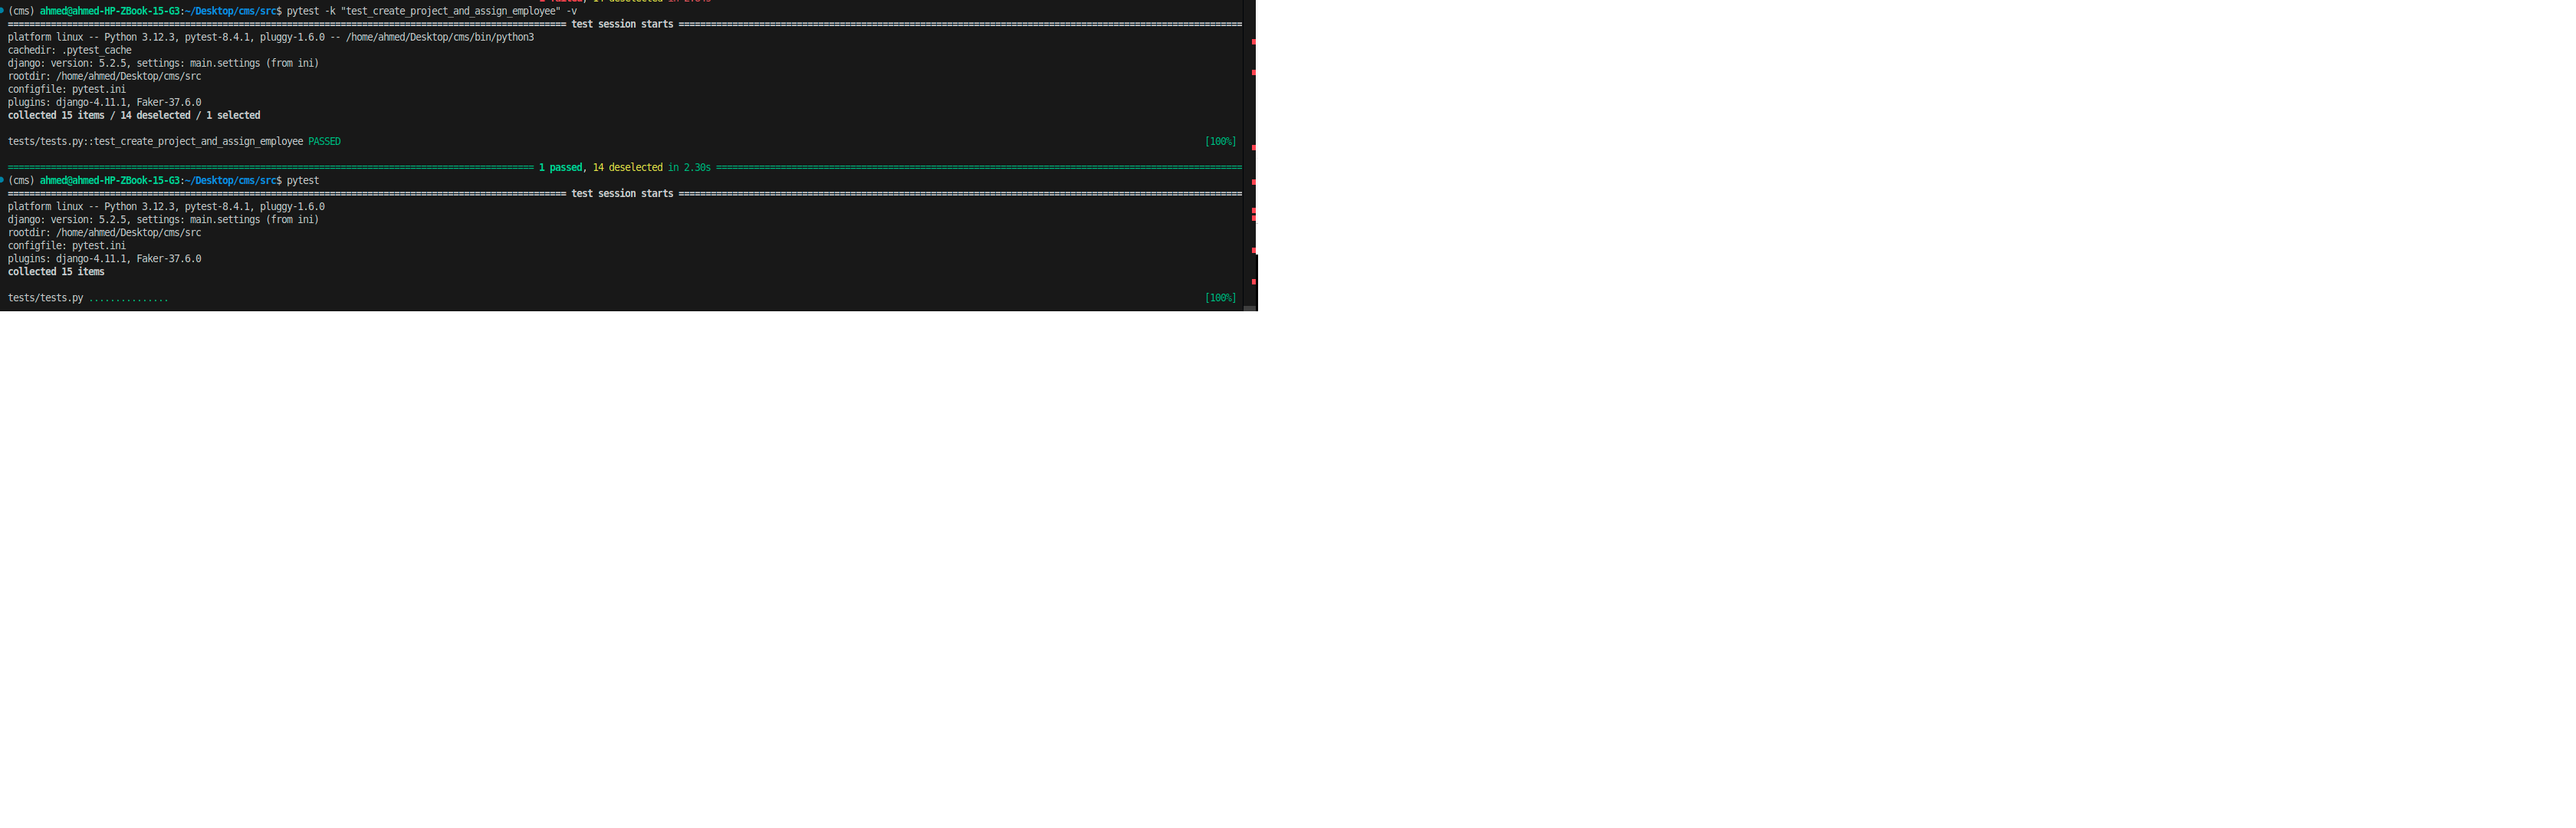 1 failed, 14 deselected in 2.64s
(cms) ahmed@ahmed-HP-ZBook-15-G3:~/Desktop/cms/src$ pytest -k "test_create_project_and_assign_employee" -v
test session starts
platform linux -- Python 3.12.3, pytest-8.4.1, pluggy-1.6.0 -- /home/ahmed/Desktop/cms/bin/python3
cachedir: .pytest_cache
django: version: 5.2.5, settings: main.settings (from ini)
rootdir: /home/ahmed/Desktop/cms/src
configfile: pytest.ini
plugins: django-4.11.1, Faker-37.6.0
collected 15 items / 14 deselected / 1 selected
tests/tests.py::test_create_project_and_assign_employee PASSED [100%]
1 passed, 14 deselected in 2.30s
(cms) ahmed@ahmed-HP-ZBook-15-G3:~/Desktop/cms/src$ pytest
test session starts
platform linux -- Python 3.12.3, pytest-8.4.1, pluggy-1.6.0
django: version: 5.2.5, settings: main.settings (from ini)
rootdir: /home/ahmed/Desktop/cms/src
configfile: pytest.ini
plugins: django-4.11.1, Faker-37.6.0
collected 15 items
tests/tests.py ............... [100%]